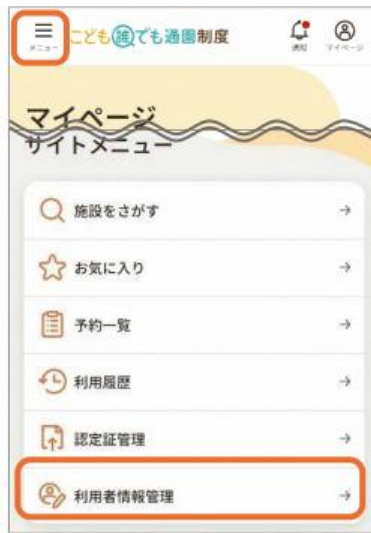 メニュー
こども誰でも通園制度
通知
マイページ
マイページ
サイトメニュー
施設をさがす
お気に入り
予約一覧
利用履歴
認定証管理
利用者情報管理